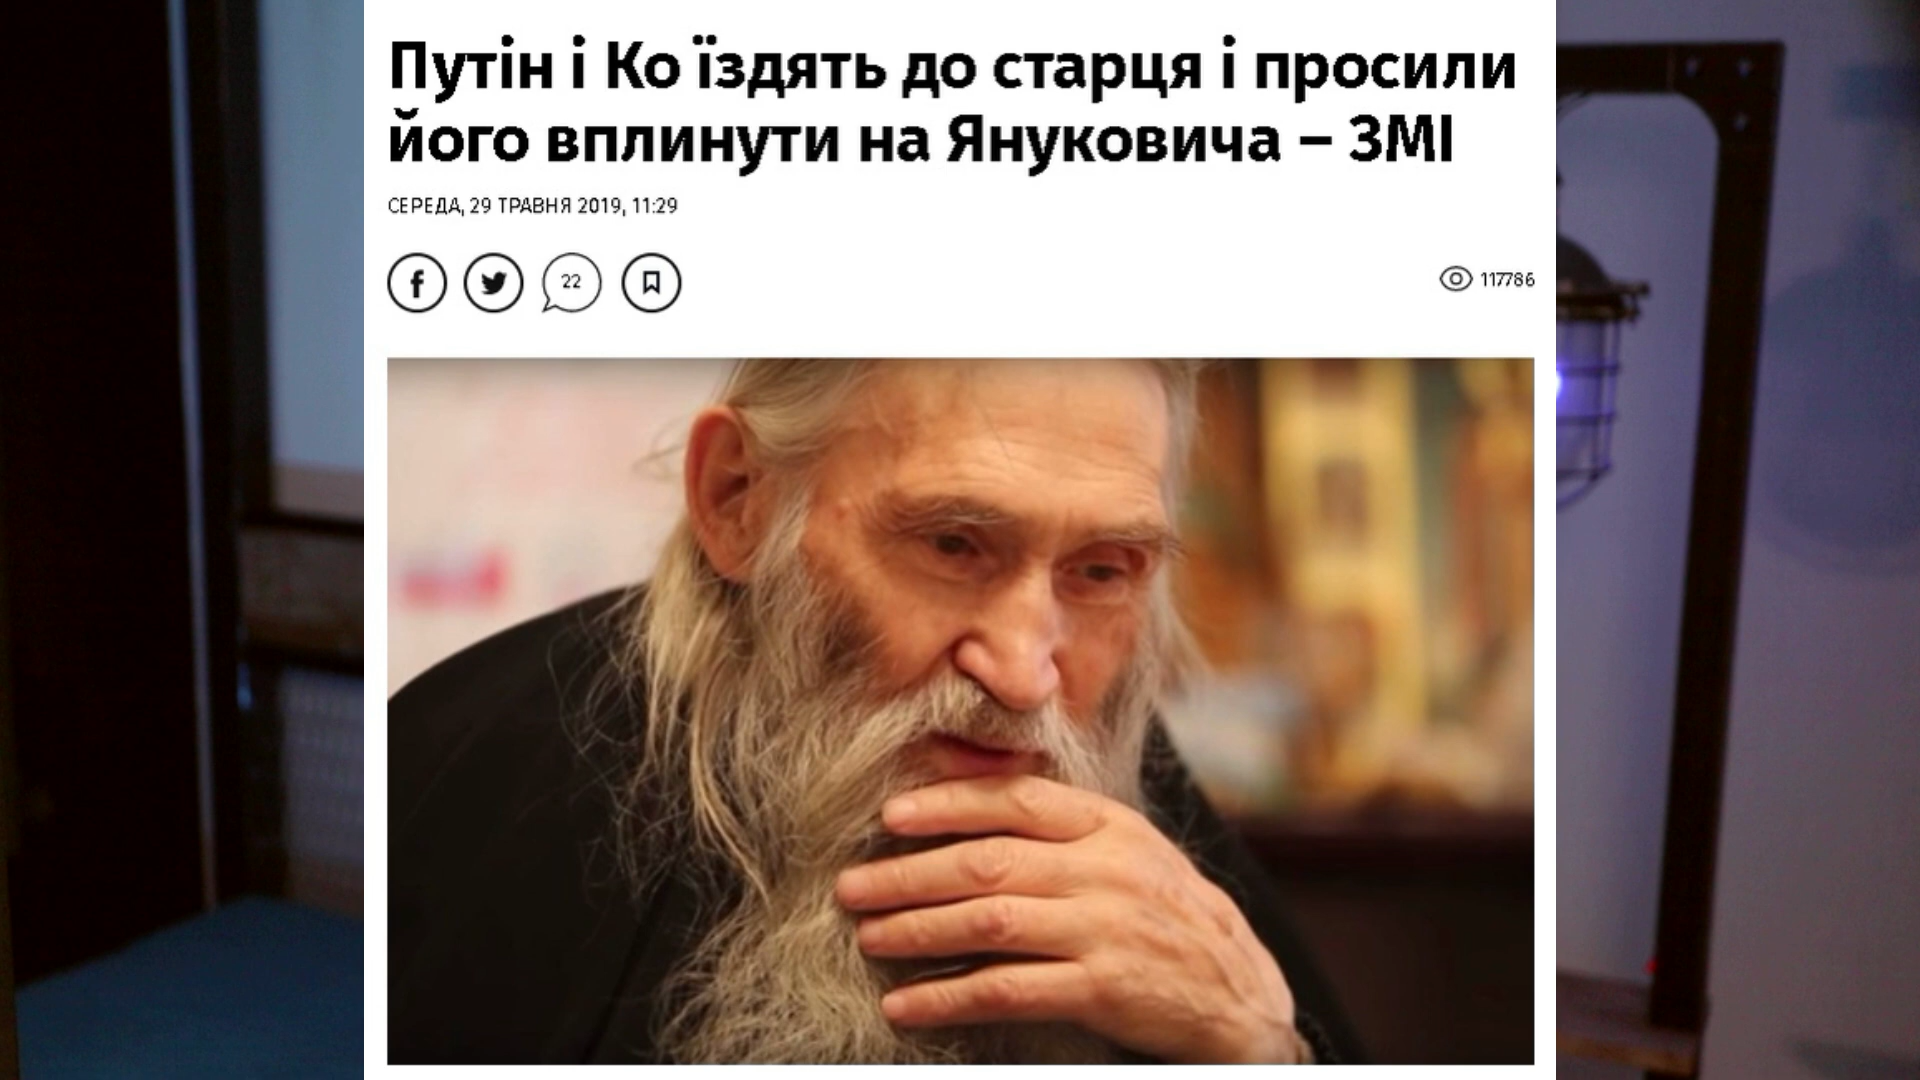 Путін і Ко їздять до старця і просили
його вплинути на Януковича – ЗМІ
СЕРЕДА, 29 ТРАВНЯ 2019, 11:29
22
117786